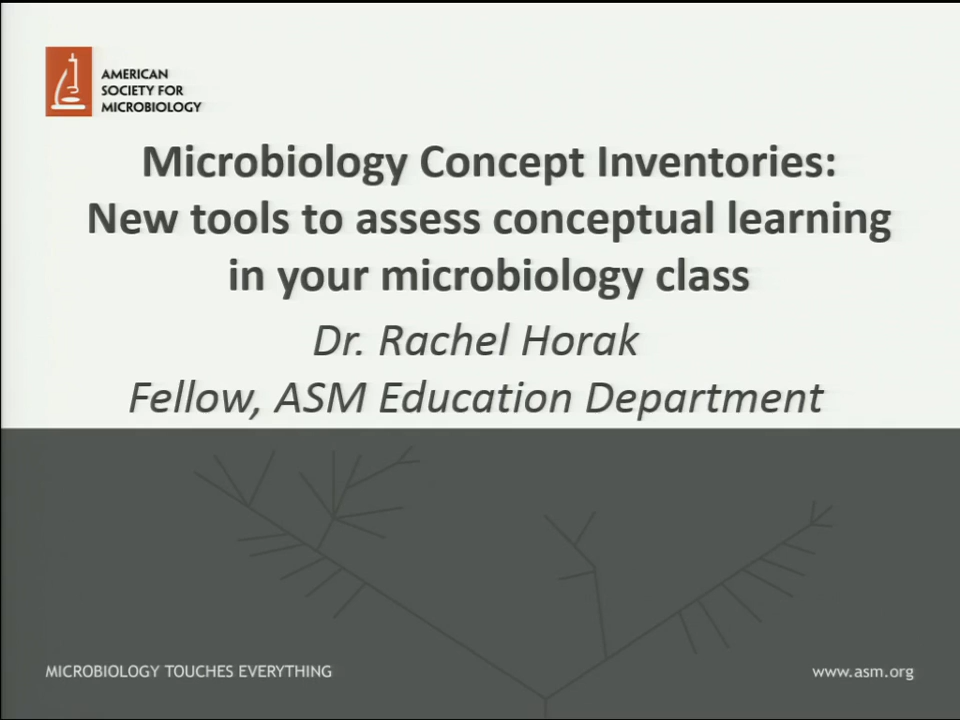 AMERICAN
SOCIETY FOR
MICROBIOLOGY
Microbiology Concept Inventories:
New tools to assess conceptual learning
in your microbiology class
Dr. Rachel Horak
Fellow, ASM Education Department
MICROBIOLOGY TOUCHES EVERYTHING
www.asm.org